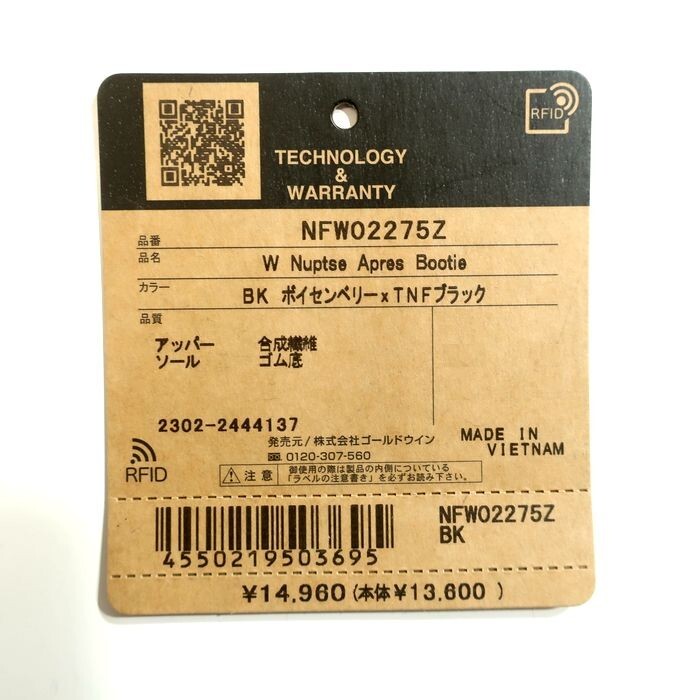 RFID
TECHNOLOGY
&
WARRANTY
品番 NFW02275Z
品名 W Nuptse Apres Bootie
カラー BK ボイセンベリーxTNFブラック
品質
アッパー 合成繊維
ソール ゴム底
2302-2444137
発売元/株式会社ゴールドウイン
0120-307-560
MADE IN
VIETNAM
RFID
注意 御使用の際は製品の内側についている
「ラベルの注意書き」を必ずお読み下さい。
NFW02275Z
BK
4550219503695
¥14,960(本体¥13,600)